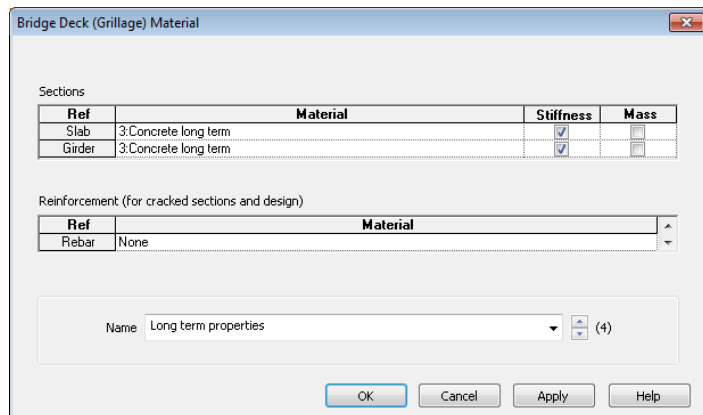 Bridge Deck (Grillage) Material
Sections
Ref Material Stiffness Mass
Slab 3:Concrete long term
Girder 3:Concrete long term
Reinforcement (for cracked sections and design)
Ref Material
Rebar None
Name Long term properties (4)
OK Cancel Apply Help